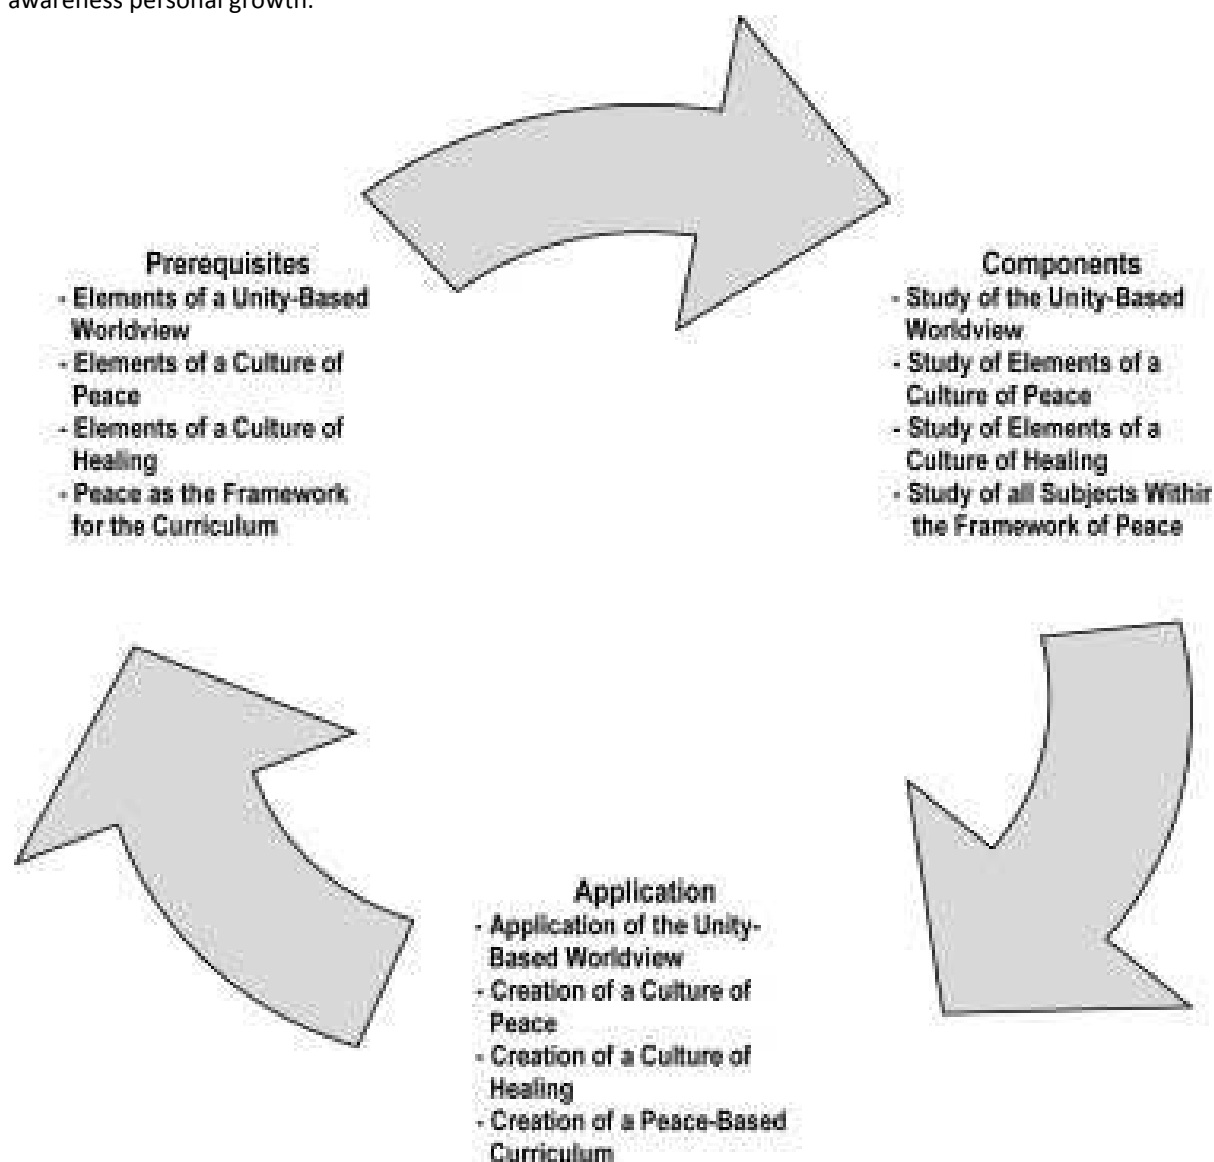 awareness personal growth.
Prerequisites
- Elements of a Unity-Based
Worldview
- Elements of a Culture of
Peace
- Elements of a Culture of
Healing
- Peace as the Framework
for the Curriculum
Components
- Study of the Unity-Based
Worldview
- Study of Elements of a
Culture of Peace
- Study of Elements of a
Culture of Healing
- Study of all Subjects Within
the Framework of Peace
Application
- Application of the Unity-
Based Worldview
- Creation of a Culture of
Peace
- Creation of a Culture of
Healing
- Creation of a Peace-Based
Curriculum